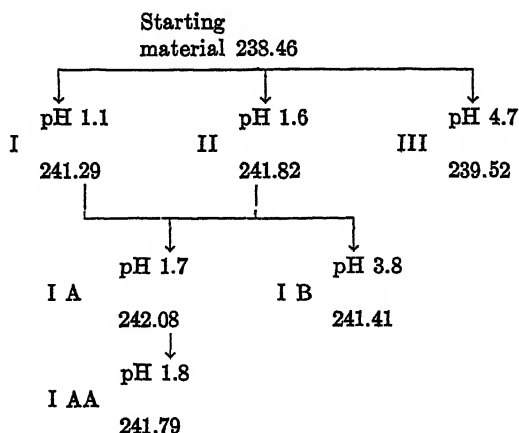 Starting
material 238.46
pH 1.1 pH 1.6 pH 4.7
I II III
241.29 241.82 239.52
pH 1.7 pH 3.8
I A I B
242.08 241.41
pH 1.8
I AA
241.79